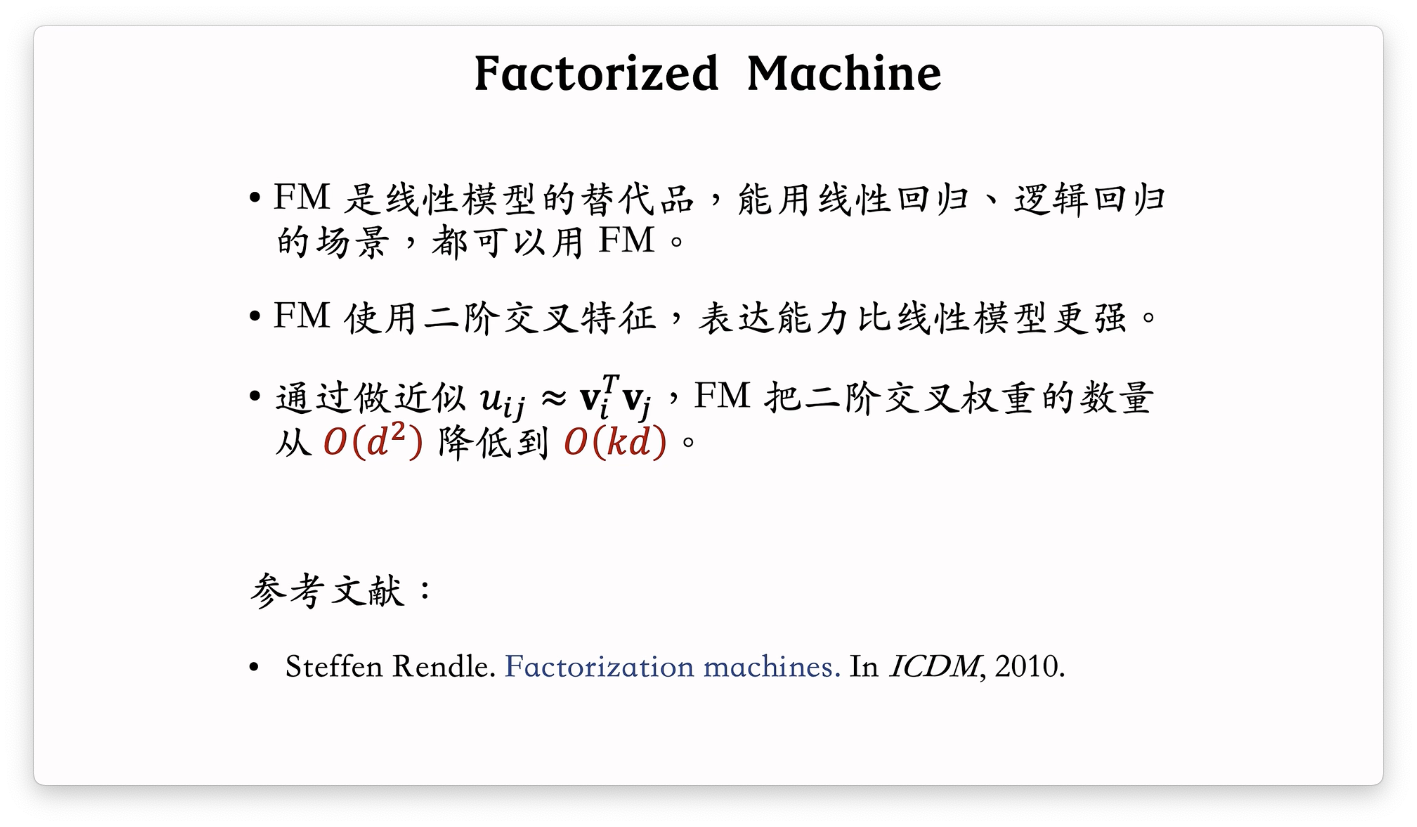 Factorized Machine
• FM 是线性模型的替代品，能用线性回归、逻辑回归
的场景，都可以用 FM。
• FM 使用二阶交叉特征，表达能力比线性模型更强。
• 通过做近似 $u_{ij} \approx \mathbf{v}_i^T \mathbf{v}_j$，FM 把二阶交叉权重的数量
从 $O(d^2)$ 降低到 $O(kd)$。
参考文献：
• Steffen Rendle. Factorization machines. In ICDM, 2010.